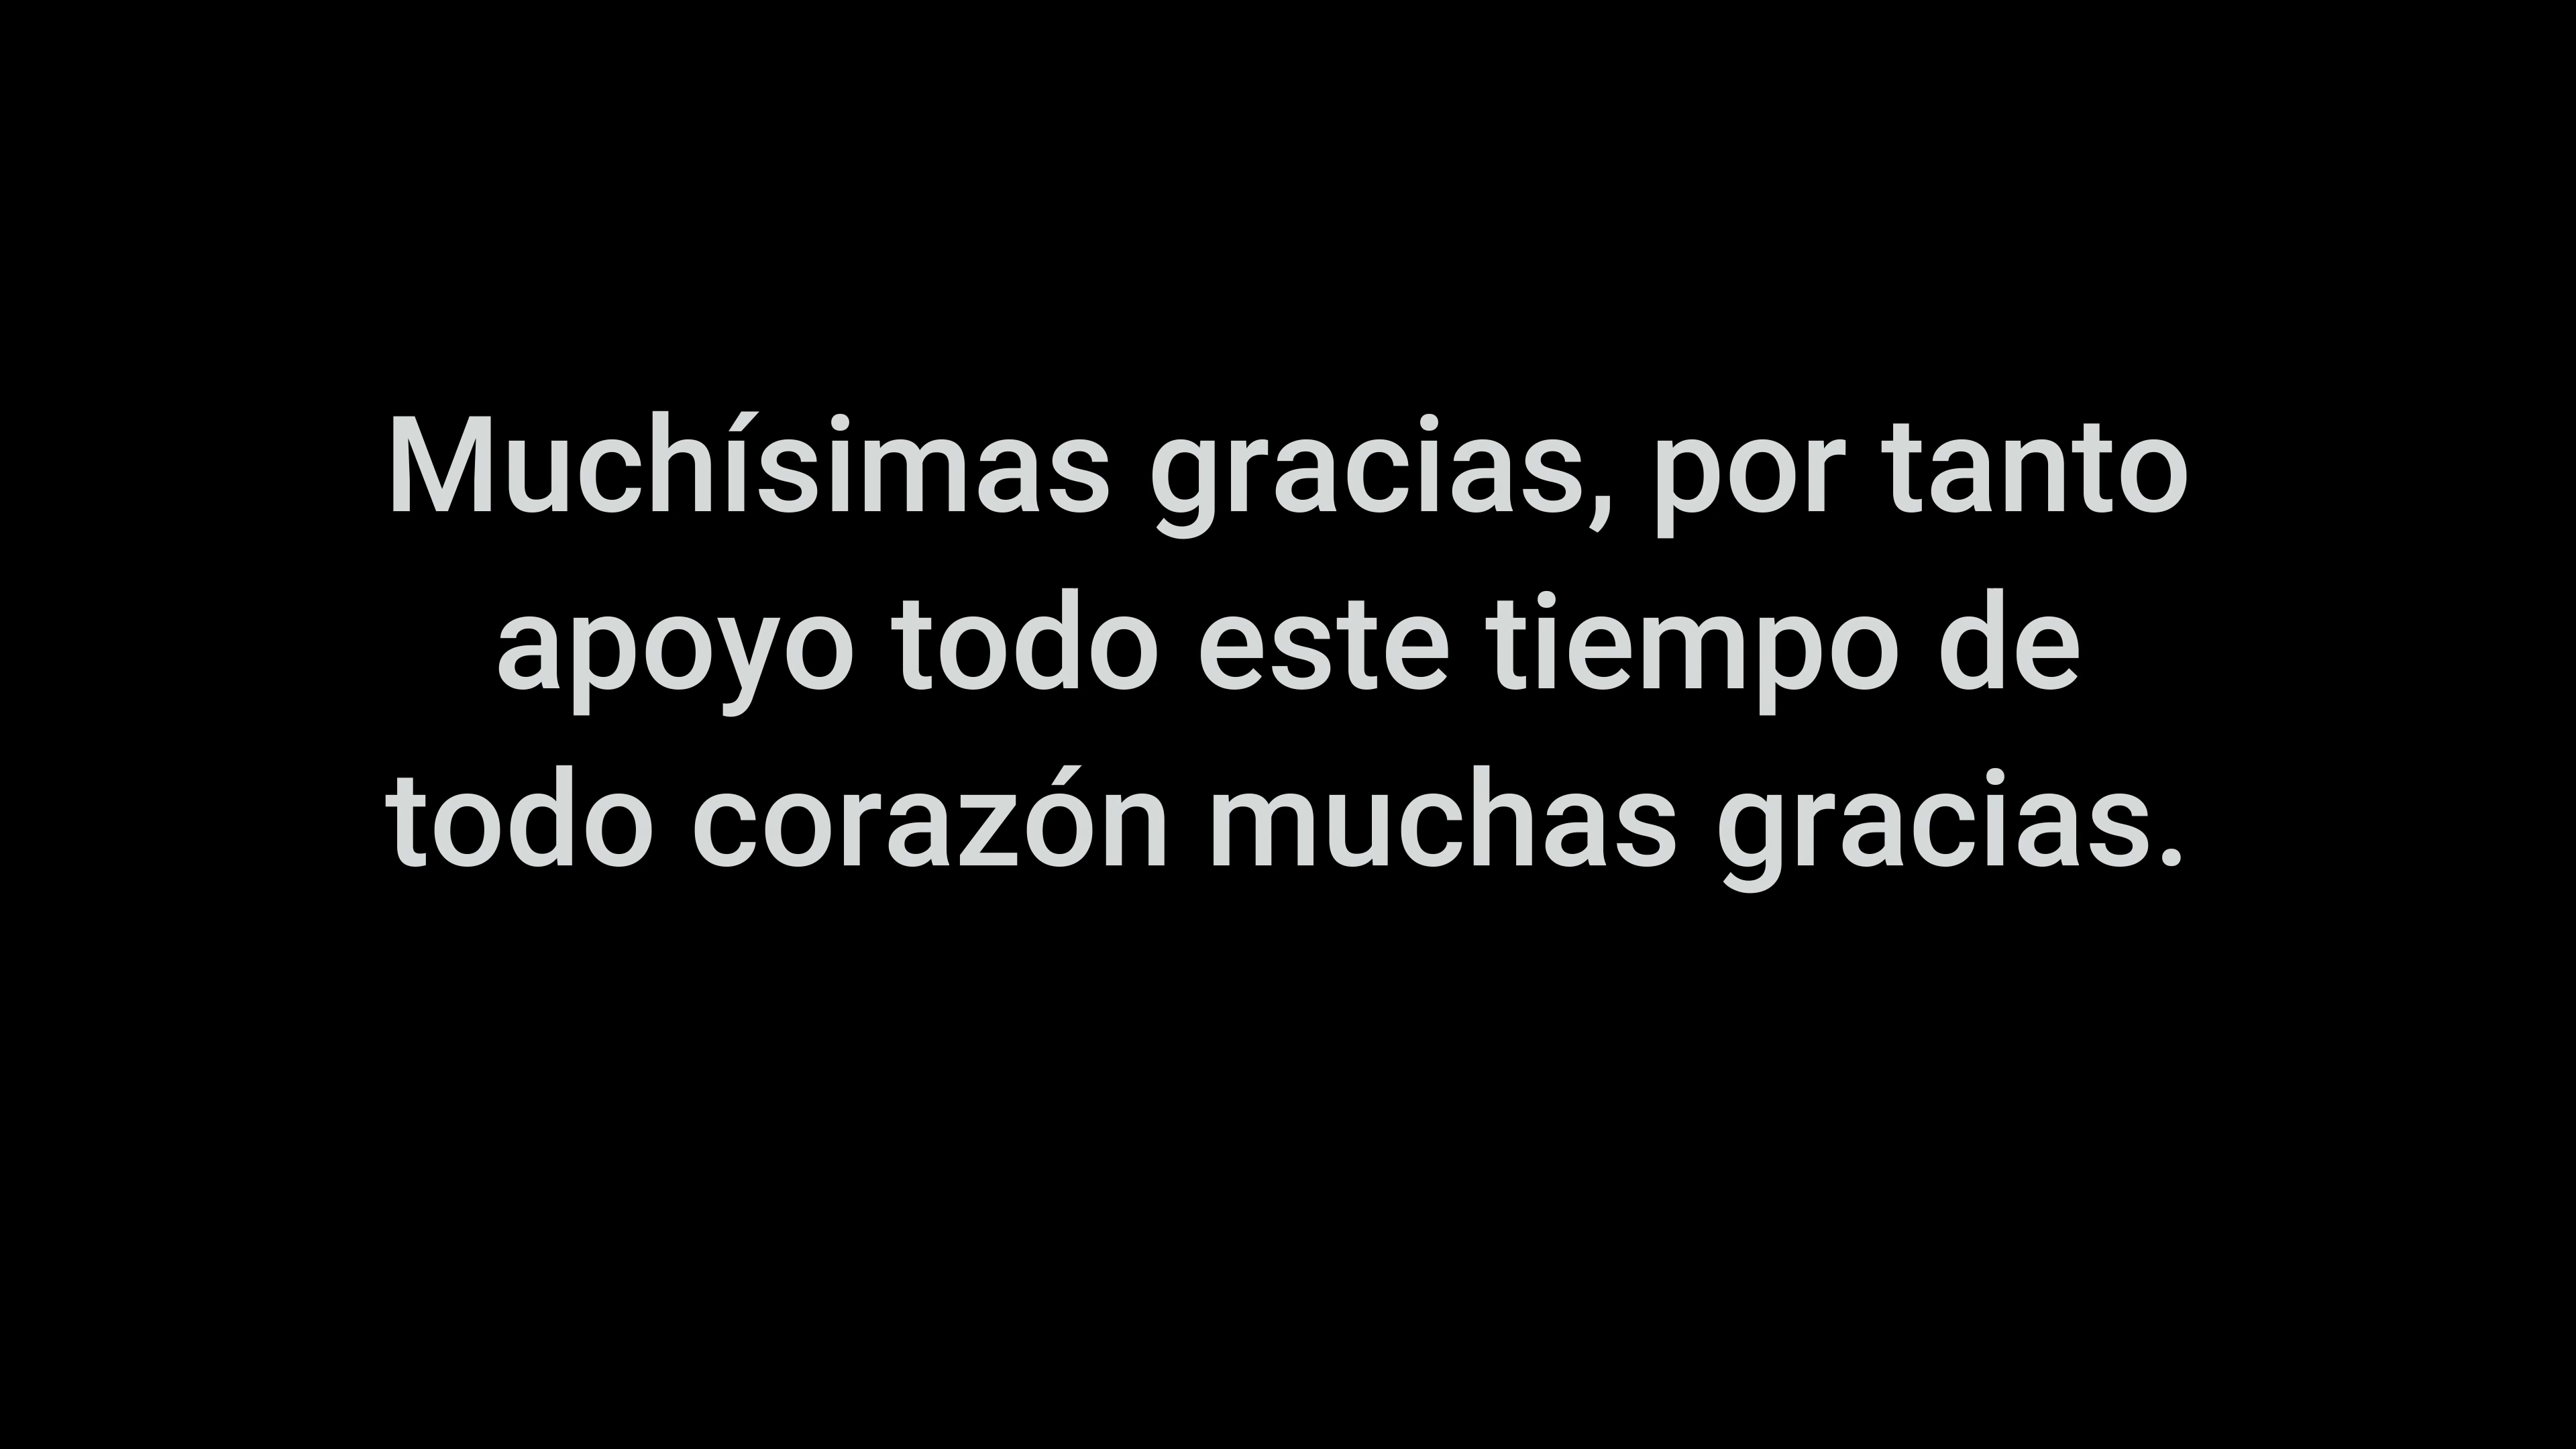 Muchísimas gracias, por tanto
apoyo todo este tiempo de
todo corazón muchas gracias.